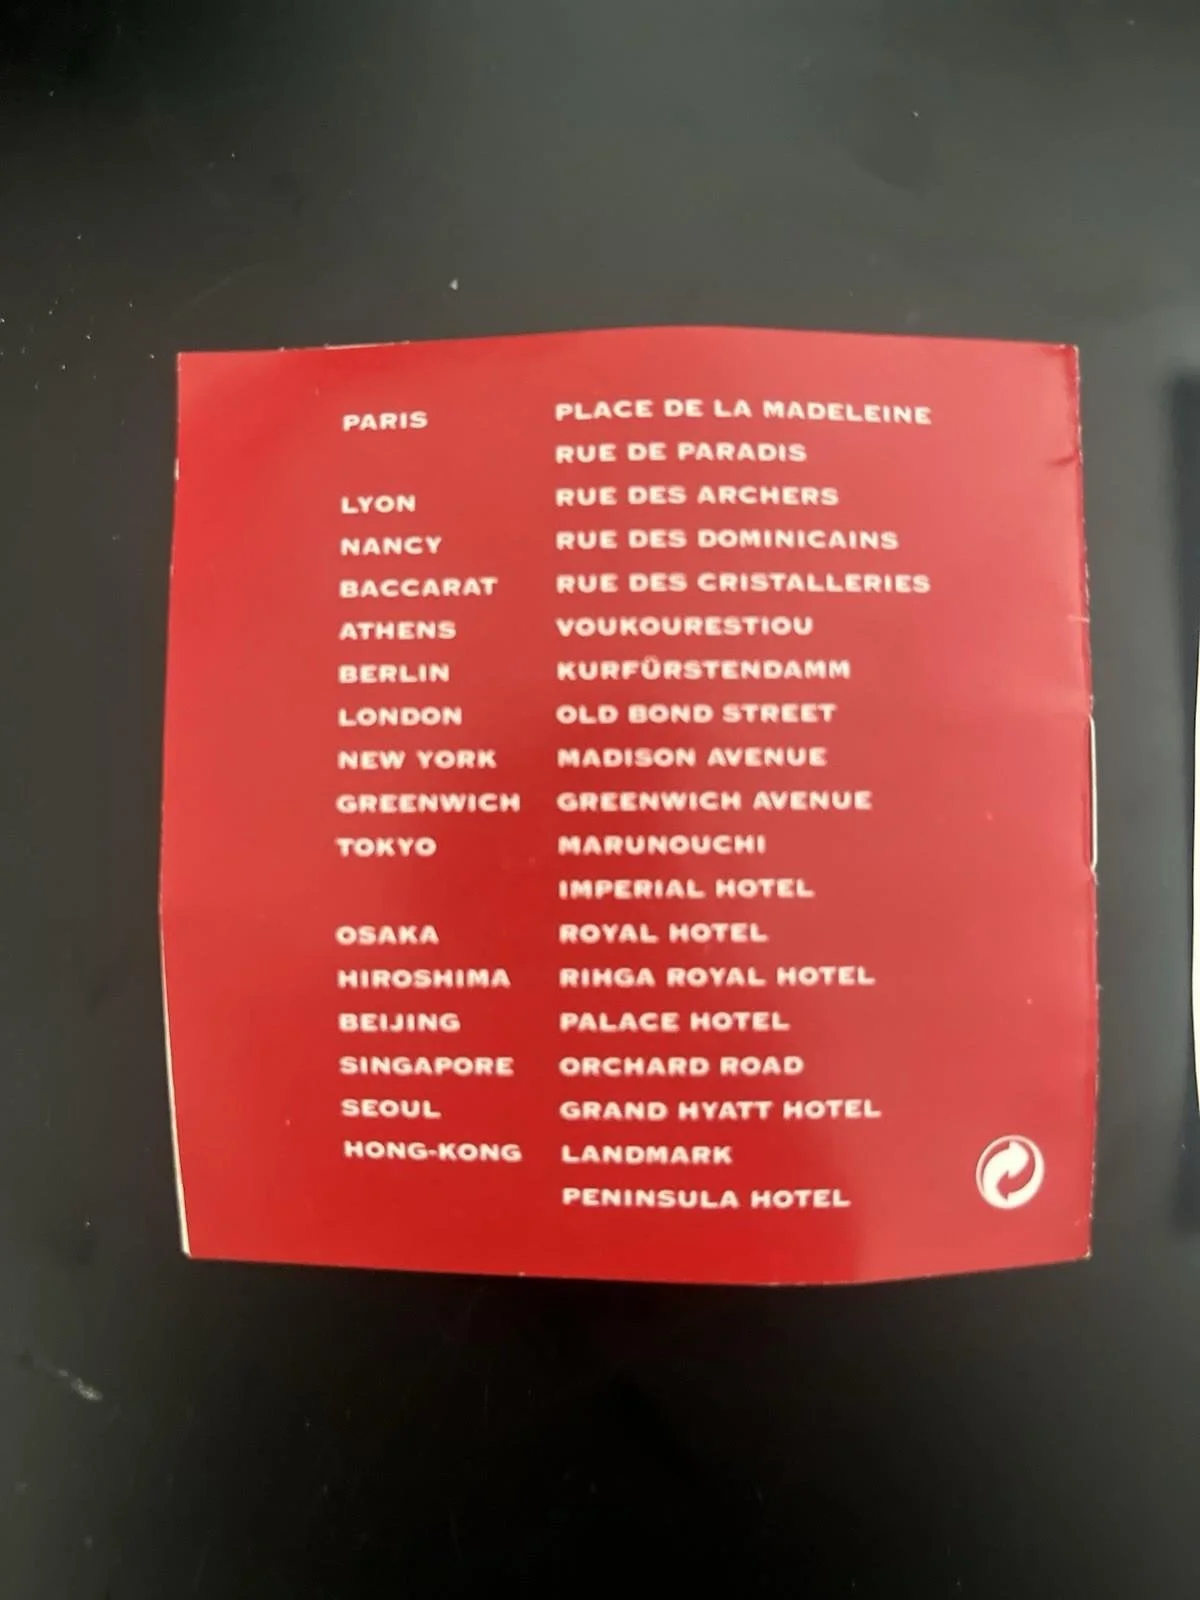 PARIS PLACE DE LA MADELEINE
RUE DE PARADIS
LYON RUE DES ARCHERS
NANCY RUE DES DOMINICAINS
BACCARAT RUE DES CRISTALLERIES
ATHENS VOUKOURESTIOU
BERLIN KURFÜRSTENDAMM
LONDON OLD BOND STREET
NEW YORK MADISON AVENUE
GREENWICH GREENWICH AVENUE
TOKYO MARUNOUCHI
IMPERIAL HOTEL
OSAKA ROYAL HOTEL
HIROSHIMA RIHGA ROYAL HOTEL
BEIJING PALACE HOTEL
SINGAPORE ORCHARD ROAD
SEOUL GRAND HYATT HOTEL
HONG-KONG LANDMARK
PENINSULA HOTEL